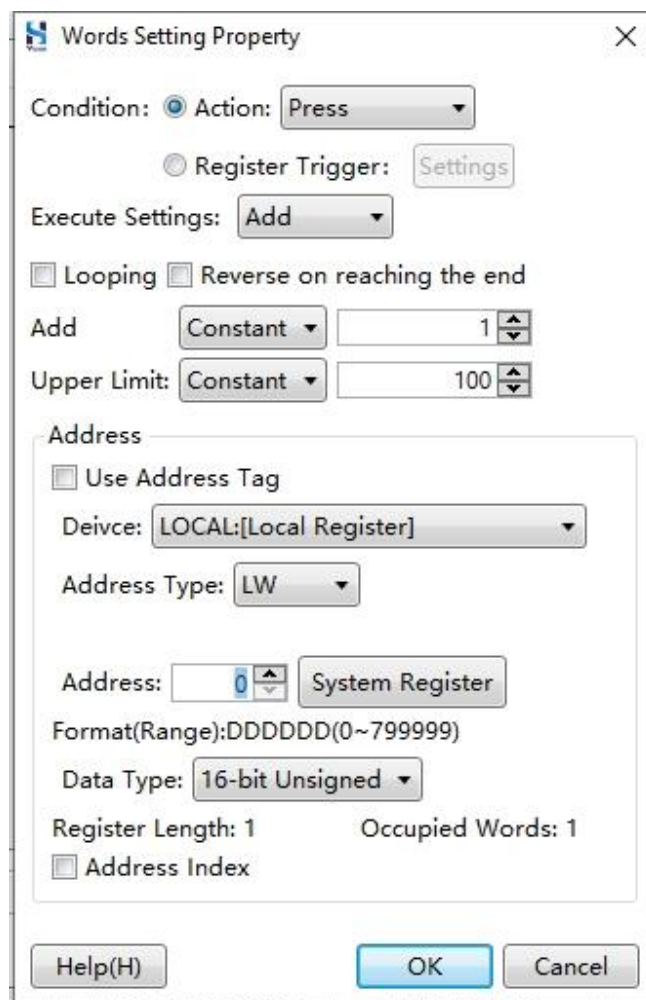 Words Setting Property
Condition: Action: Press
Register Trigger: Settings
Execute Settings: Add
Looping Reverse on reaching the end
Add Constant 1
Upper Limit: Constant 100
Address
Use Address Tag
Deivce: LOCAL:[Local Register]
Address Type: LW
Address: 0 System Register
Format(Range):DDDDDD(0~799999)
Data Type: 16-bit Unsigned
Register Length: 1 Occupied Words: 1
Address Index
Help(H) OK Cancel